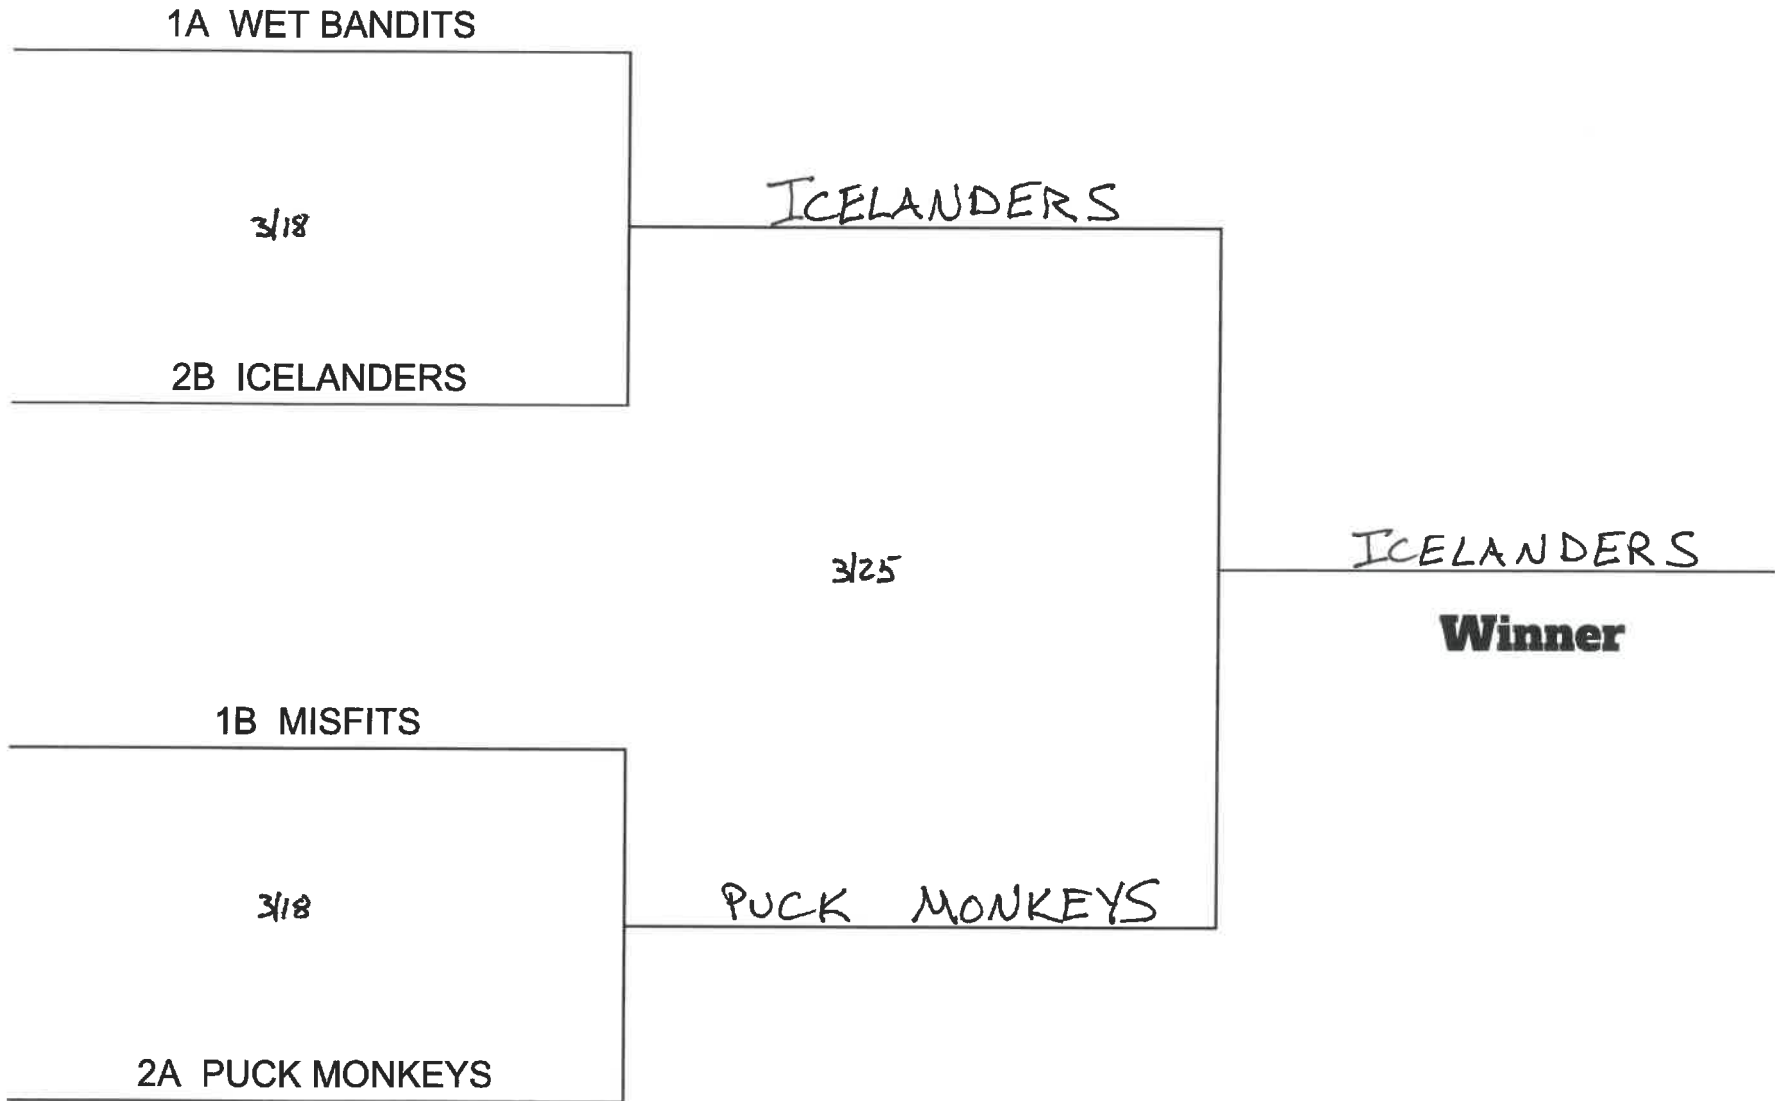 1A WET BANDITS
ICELANDERS
3/18
2B ICELANDERS
3/25
ICELANDERS
Winner
1B MISFITS
3/18
PUCK MONKEYS
2A PUCK MONKEYS